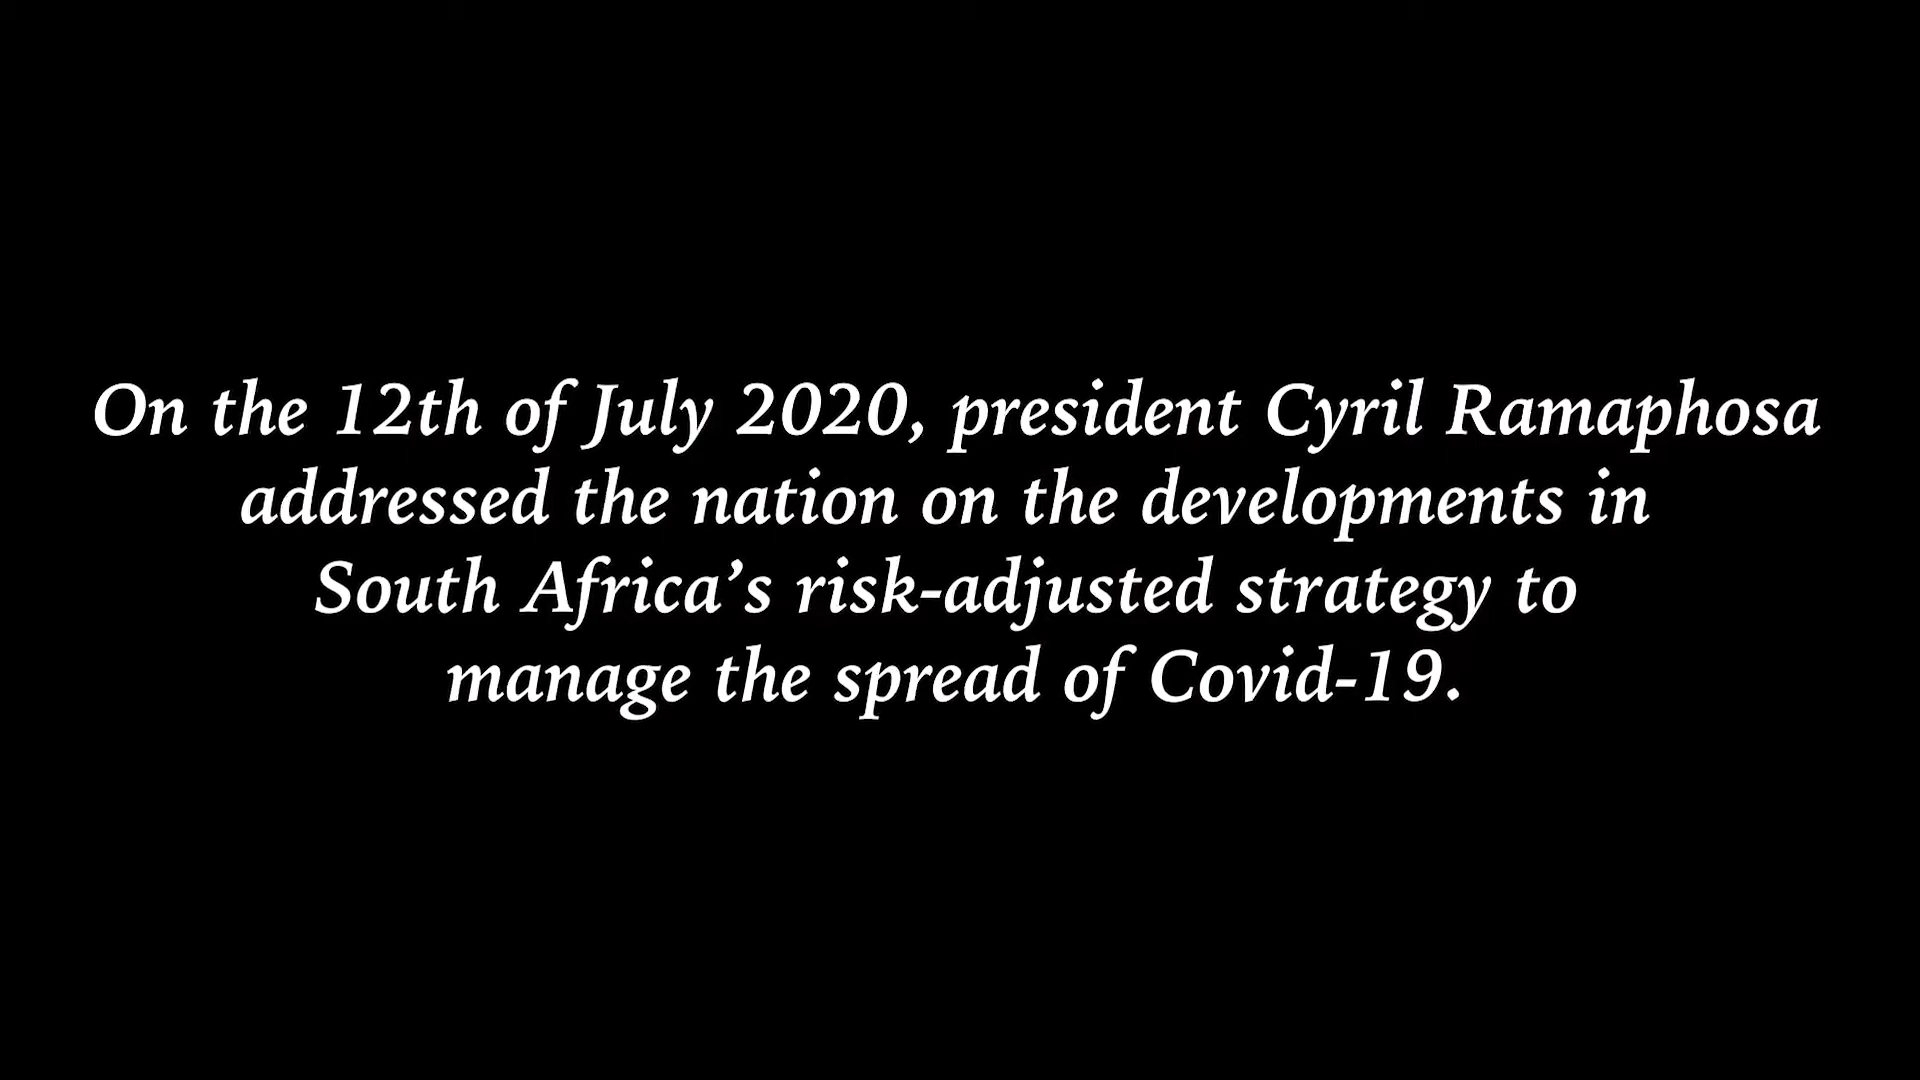 On the 12th of July 2020, president Cyril Ramaphosa
addressed the nation on the developments in
South Africa’s risk-adjusted strategy to
manage the spread of Covid-19.